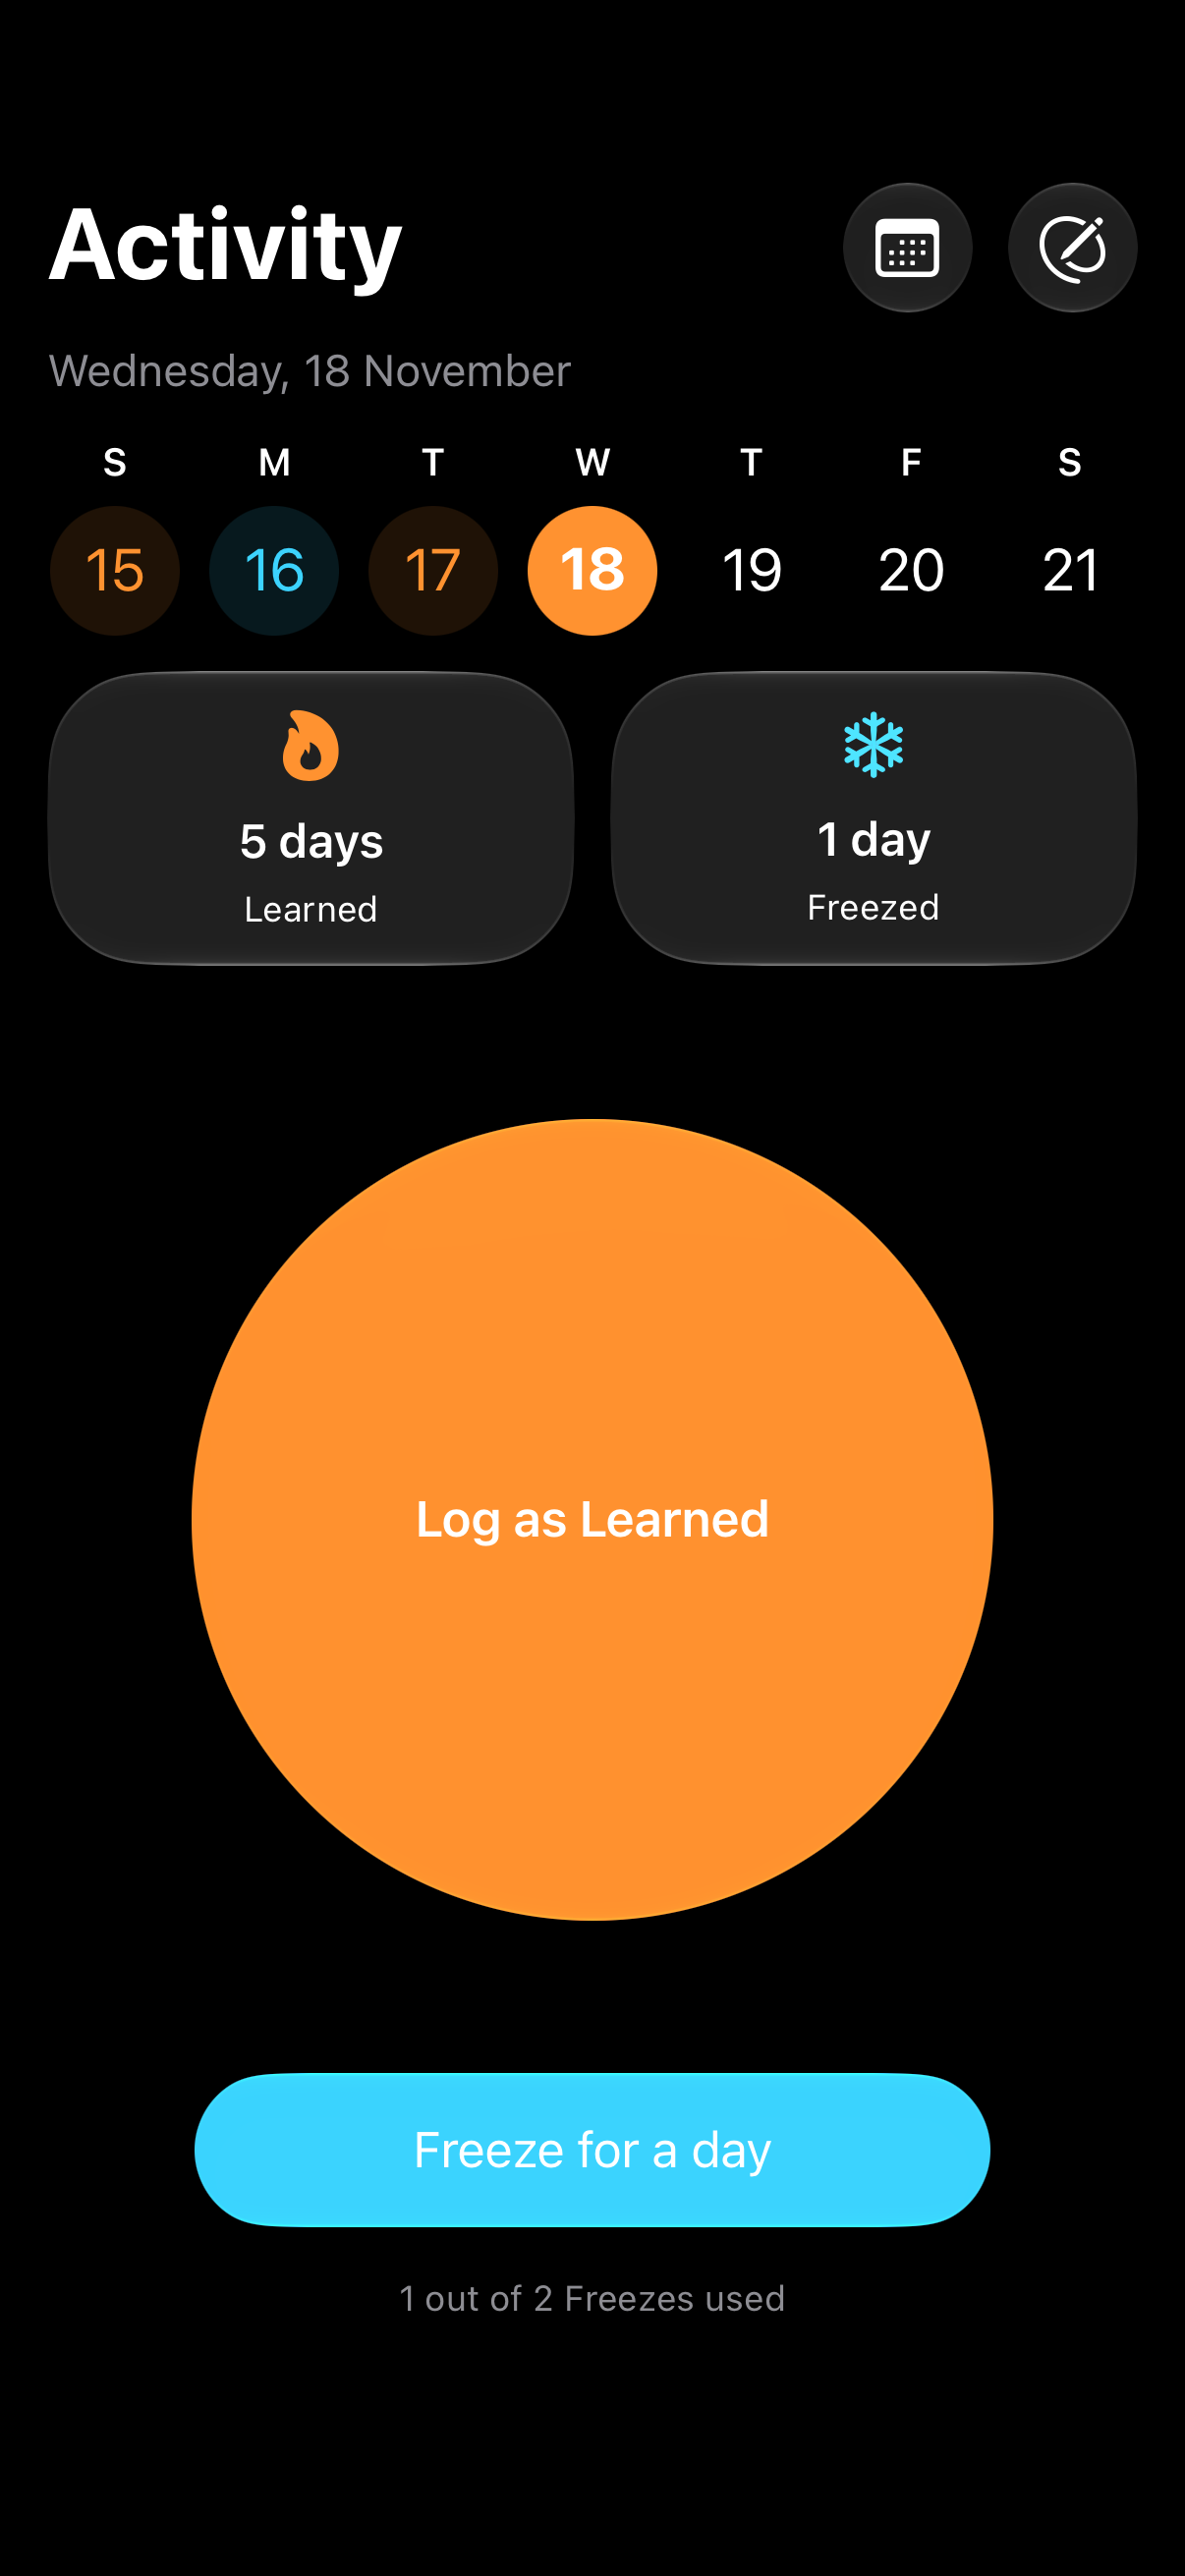 Activity
Wednesday, 18 November
S M T W T F S
15 16 17 18 19 20 21
5 days 1 day
Learned Freezed
Log as Learned
Freeze for a day
1 out of 2 Freezes used